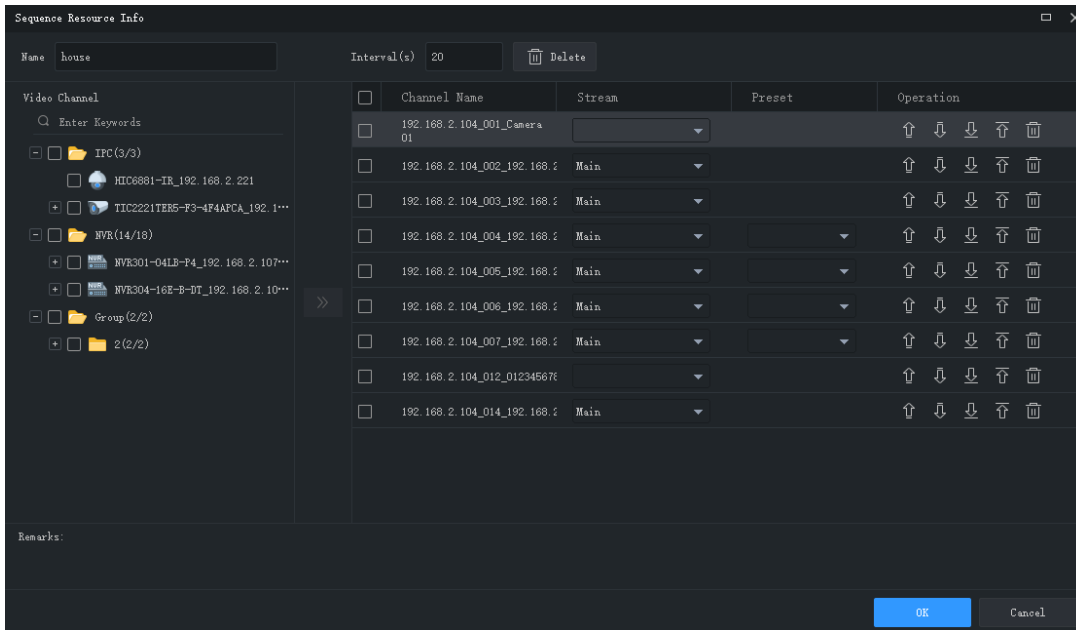 Sequence Resource Info
Name house Interval(s) 20 Delete
Video Channel
Enter Keywords
IPC(3/3)
HIC6881-IR_192.168.2.221
TIC2221TER5-F3-4F4APCA_192.1···
NVR(14/18)
NVR301-04LB-P4_192.168.2.107···
NVR304-16E-B-DT_192.168.2.10···
Group(2/2)
2(2/2)
Channel Name Stream Preset Operation
192.168.2.104_001_Camera
01
192.168.2.104_002_192.168.2 Main
192.168.2.104_003_192.168.2 Main
192.168.2.104_004_192.168.2 Main
192.168.2.104_005_192.168.2 Main
192.168.2.104_006_192.168.2 Main
192.168.2.104_007_192.168.2 Main
192.168.2.104_012_012345678
192.168.2.104_014_192.168.2 Main
Remarks:
OK Cancel